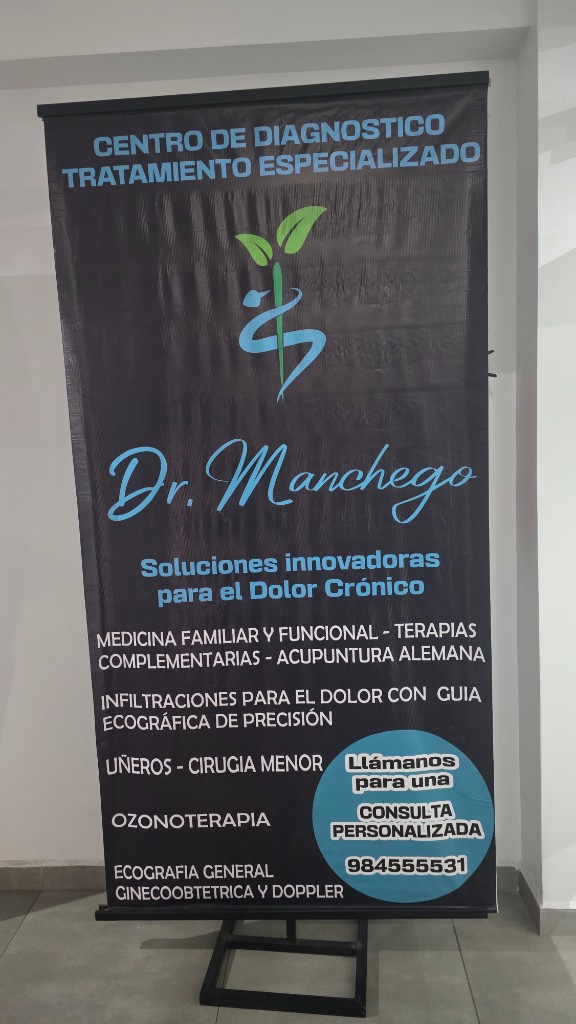 CENTRO DE DIAGNOSTICO
TRATAMIENTO ESPECIALIZADO
Dr. Manchego
Soluciones innovadoras
para el Dolor Crónico
MEDICINA FAMILIAR Y FUNCIONAL - TERAPIAS
COMPLEMENTARIAS - ACUPUNTURA ALEMANA
INFILTRACIONES PARA EL DOLOR CON GUIA
ECOGRÁFICA DE PRECISIÓN
UÑEROS - CIRUGIA MENOR
OZONOTERAPIA
ECOGRAFIA GENERAL
GINECOOBTETRICA Y DOPPLER
Llámanos
para una
CONSULTA
PERSONALIZADA
984555531